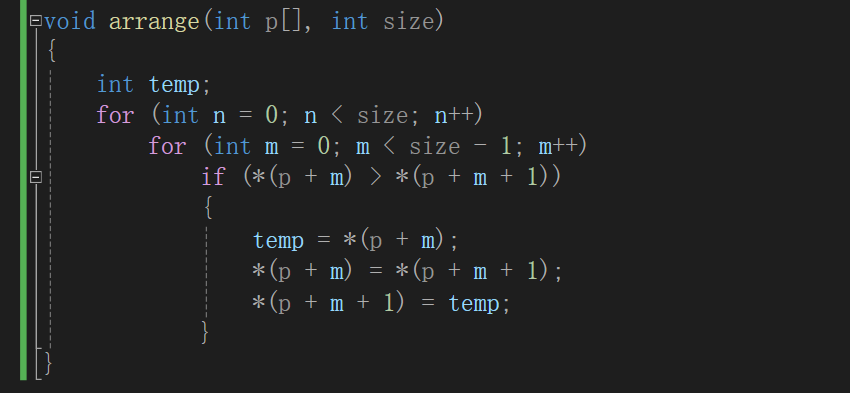 void arrange(int p[], int size)
{
    int temp;
    for (int n = 0; n < size; n++)
        for (int m = 0; m < size - 1; m++)
            if (*(p + m) > *(p + m + 1))
            {
                temp = *(p + m);
                *(p + m) = *(p + m + 1);
                *(p + m + 1) = temp;
            }
}